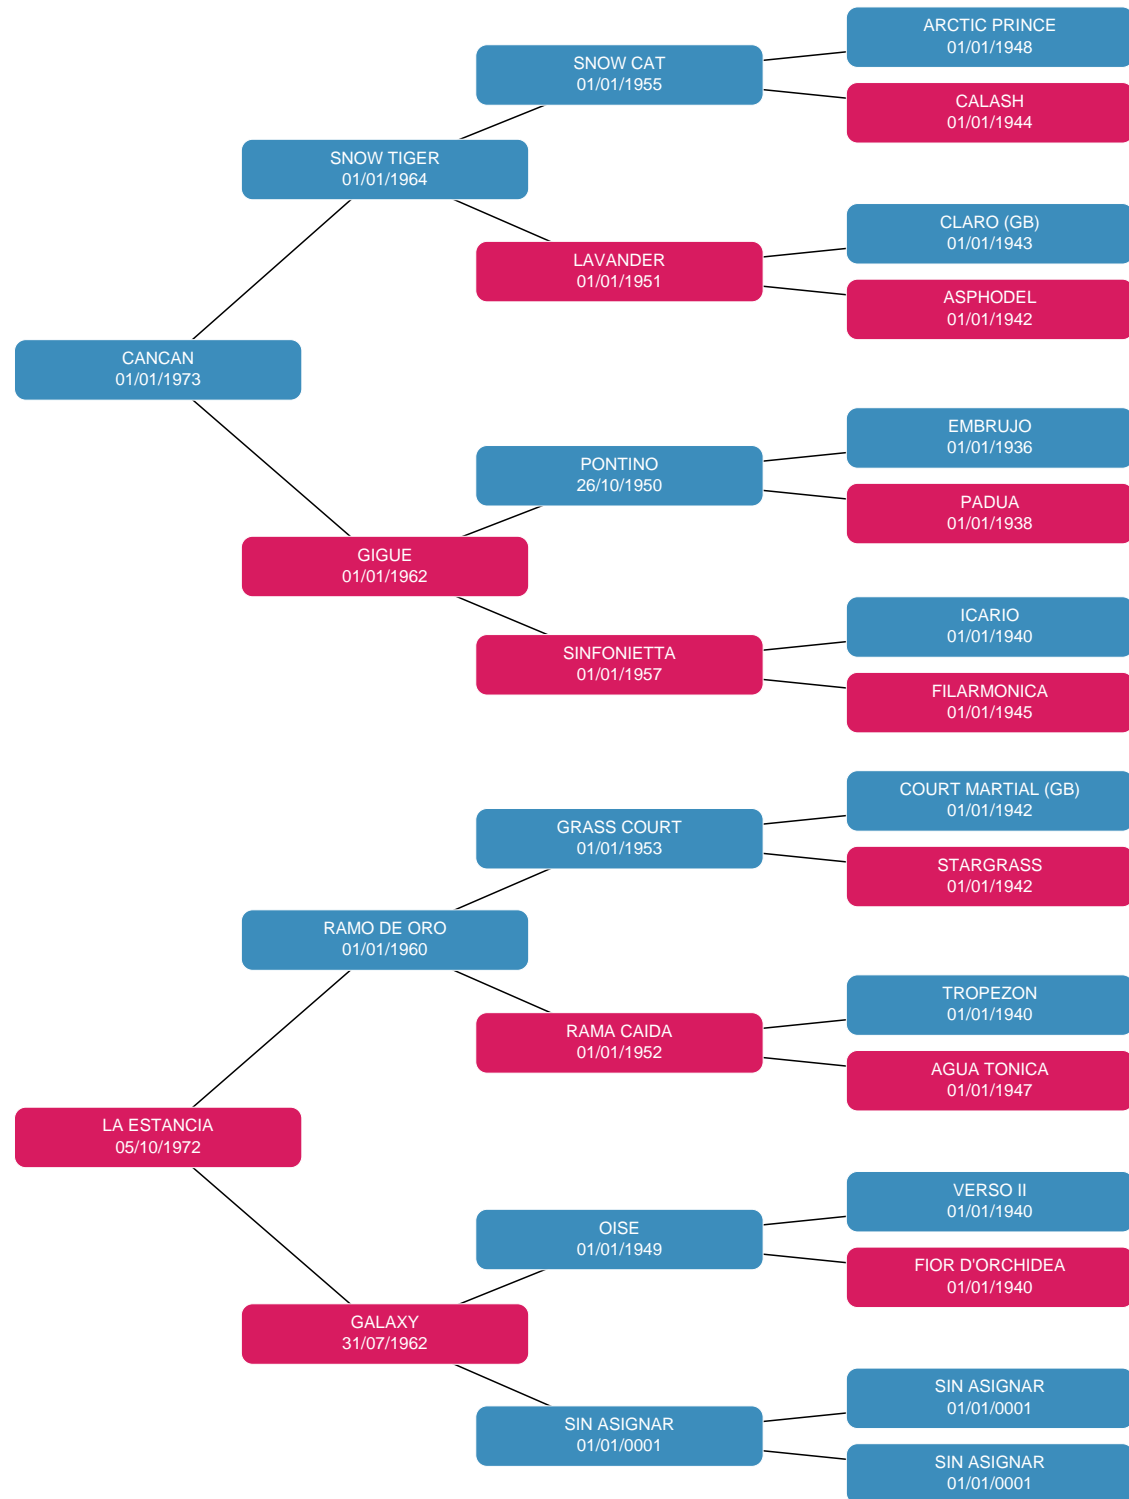 ARCTIC PRINCE
01/01/1948
SNOW CAT
01/01/1955
CALASH
01/01/1944
SNOW TIGER
01/01/1964
CLARO (GB)
01/01/1943
LAVANDER
01/01/1951
ASPHODEL
01/01/1942
CANCAN
01/01/1973
EMBRUJO
01/01/1936
PONTINO
26/10/1950
PADUA
01/01/1938
GIGUE
01/01/1962
ICARIO
01/01/1940
SINFONIETTA
01/01/1957
FILARMONICA
01/01/1945
COURT MARTIAL (GB)
01/01/1942
GRASS COURT
01/01/1953
STARGRASS
01/01/1942
RAMO DE ORO
01/01/1960
TROPEZON
01/01/1940
RAMA CAIDA
01/01/1952
AGUA TONICA
01/01/1947
LA ESTANCIA
05/10/1972
VERSO II
01/01/1940
OISE
01/01/1949
FIOR D'ORCHIDEA
01/01/1940
GALAXY
31/07/1962
SIN ASIGNAR
01/01/0001
SIN ASIGNAR
01/01/0001
SIN ASIGNAR
01/01/0001